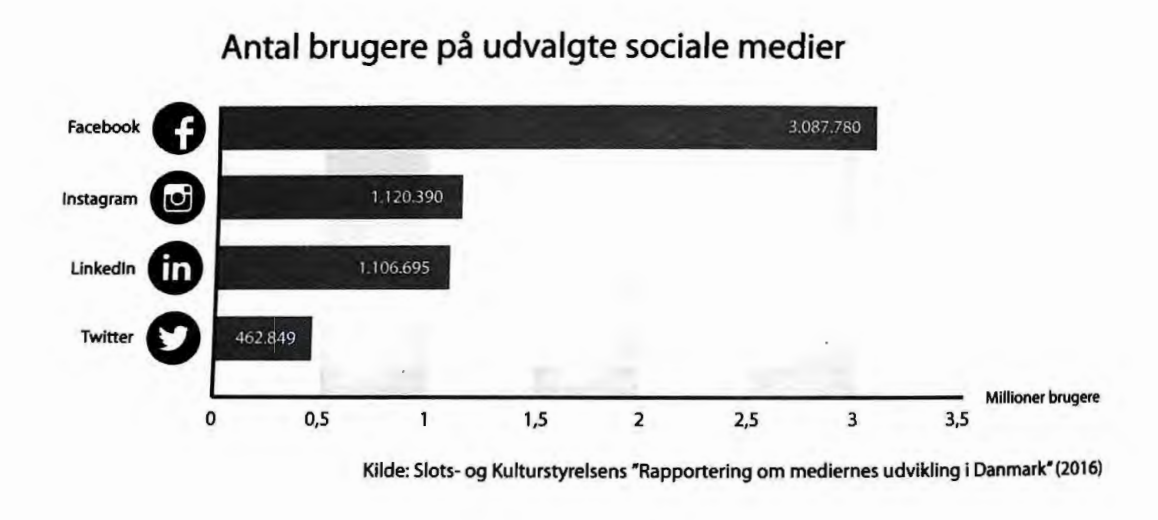 Antal brugere på udvalgte sociale medier
Facebook 3.087.780
Instagram 1.120.390
LinkedIn in 1.106.695
Twitter 462.849
0 0,5 1 1,5 2 2,5 3 3,5 Millioner brugere
Kilde: Slots- og Kulturstyrelsens "Rapportering om mediernes udvikling i Danmark" (2016)